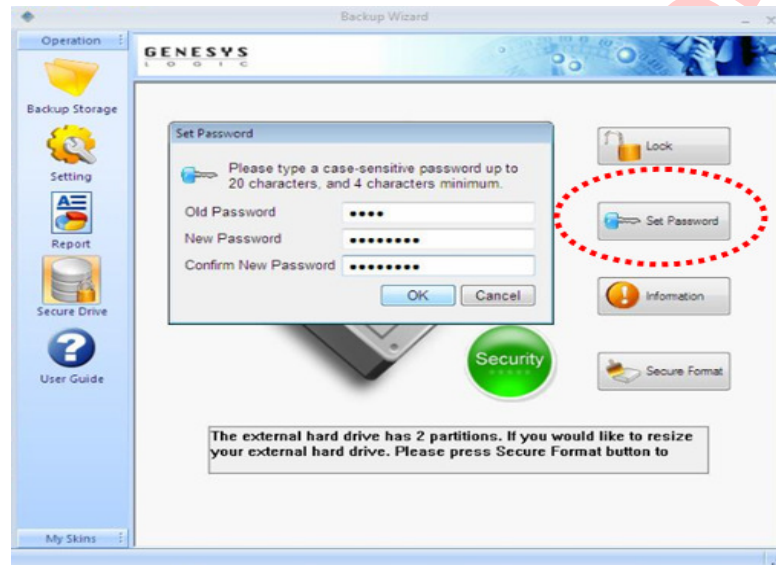 Backup Wizard
Operation
GENESYS
LOGIC
Backup Storage
Setting
Report
Secure Drive
User Guide
My Skins
Set Password
Please type a case-sensitive password up to
20 characters, and 4 characters minimum.
Old Password
New Password
Confirm New Password
OK
Cancel
Lock
Set Password
Information
Secure Format
Security
The external hard drive has 2 partitions. If you would like to resize
your external hard drive. Please press Secure Format button to